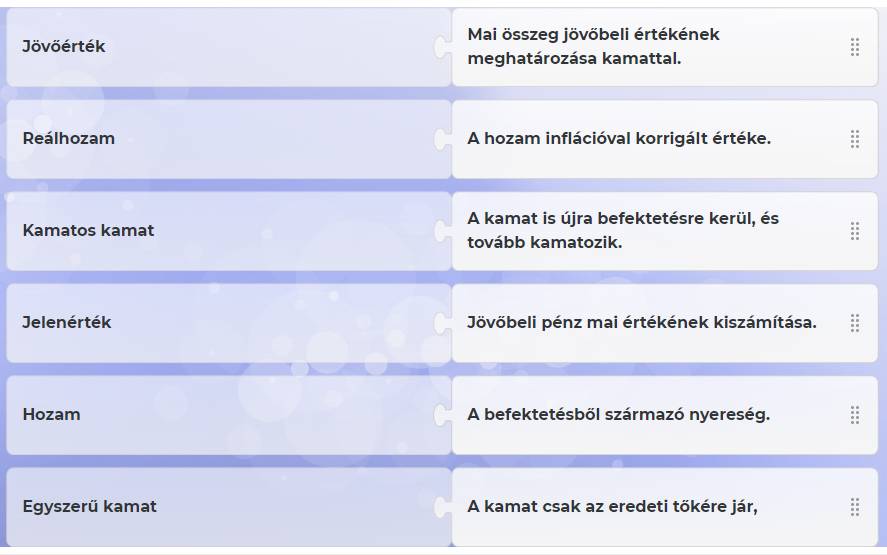 Jövőérték
Mai összeg jövőbeli értékének
meghatározása kamattal.
Reálhozam
A hozam inflációval korrigált értéke.
Kamatos kamat
A kamat is újra befektetésre kerül, és
tovább kamatozik.
Jelenérték
Jövőbeli pénz mai értékének kiszámítása.
Hozam
A befektetésből származó nyereség.
Egyszerű kamat
A kamat csak az eredeti tőkére jár,